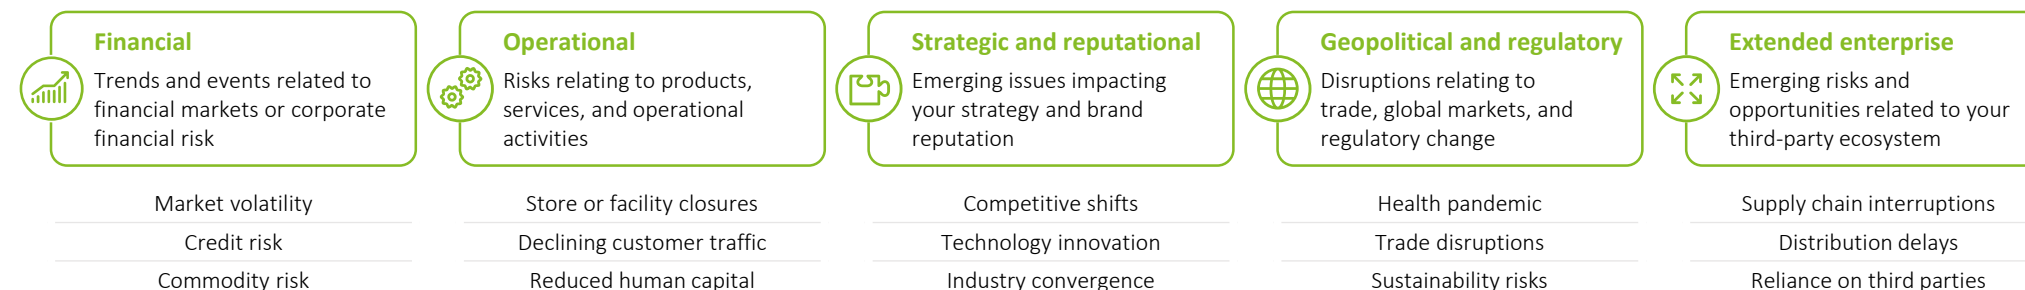 Financial
Trends and events related to
financial markets or corporate
financial risk
Operational
Risks relating to products,
services, and operational
activities
Strategic and reputational
Emerging issues impacting
your strategy and brand
reputation
Geopolitical and regulatory
Disruptions relating to
trade, global markets, and
regulatory change
Extended enterprise
Emerging risks and
opportunities related to your
third-party ecosystem
Market volatility
Credit risk
Commodity risk
Store or facility closures
Declining customer traffic
Reduced human capital
Competitive shifts
Technology innovation
Industry convergence
Health pandemic
Trade disruptions
Sustainability risks
Supply chain interruptions
Distribution delays
Reliance on third parties